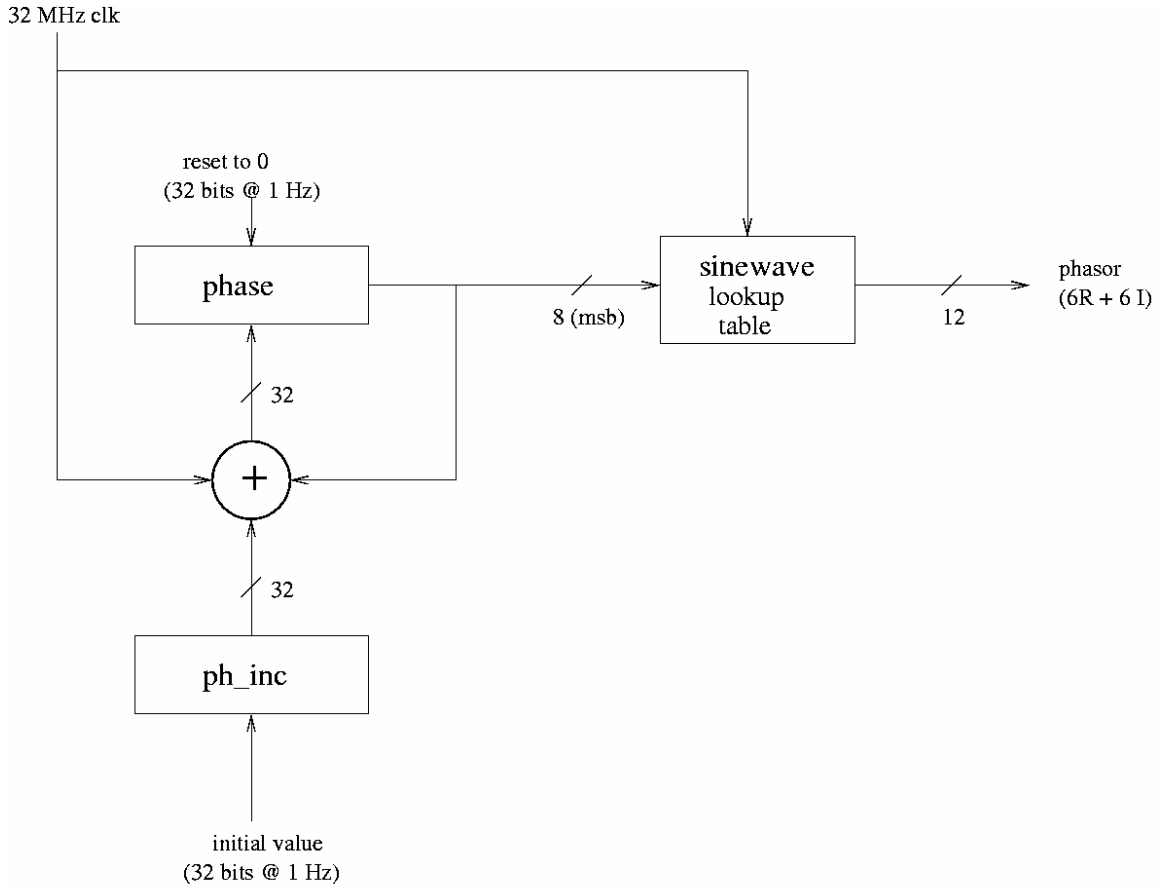 32 MHz clk
reset to 0
(32 bits @ 1 Hz)
phase
sinewave
lookup
table
phasor
(6R + 6 I)
8 (msb)
12
32
+
32
ph_inc
initial value
(32 bits @ 1 Hz)